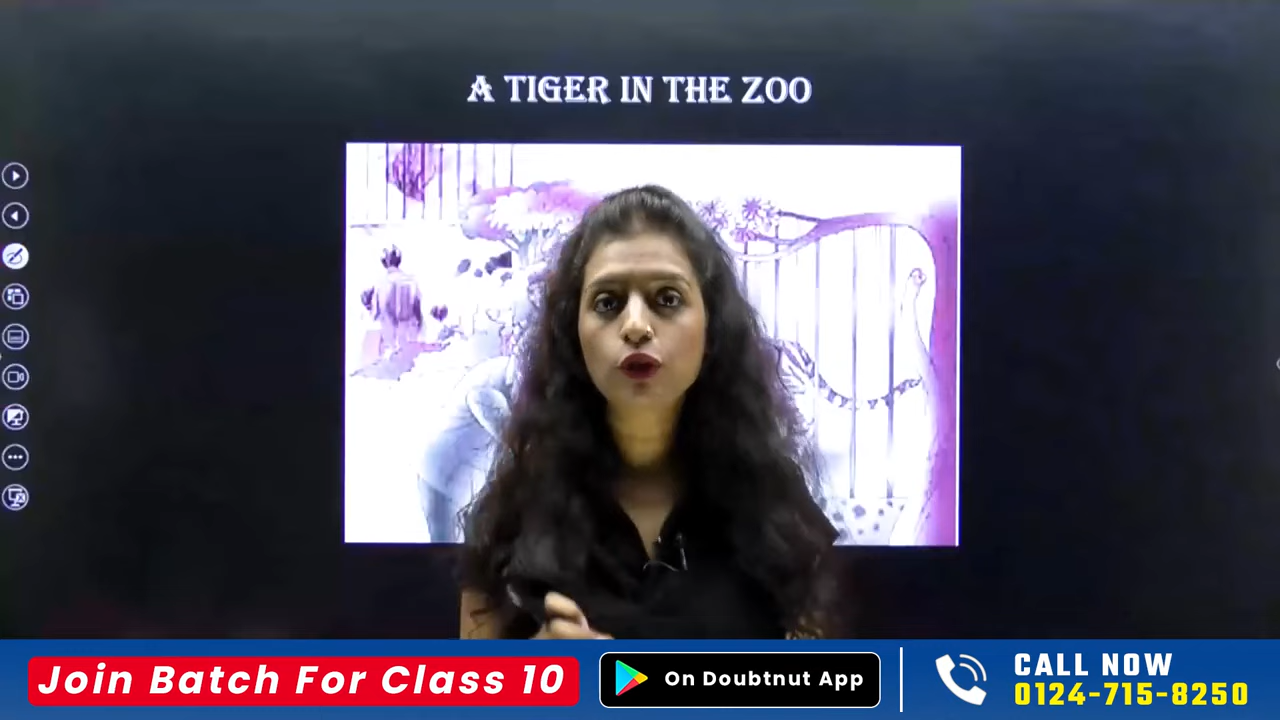 A TIGER IN THE ZOO
Join Batch For Class 10
On Doubtnut App
CALL NOW
0124-715-8250